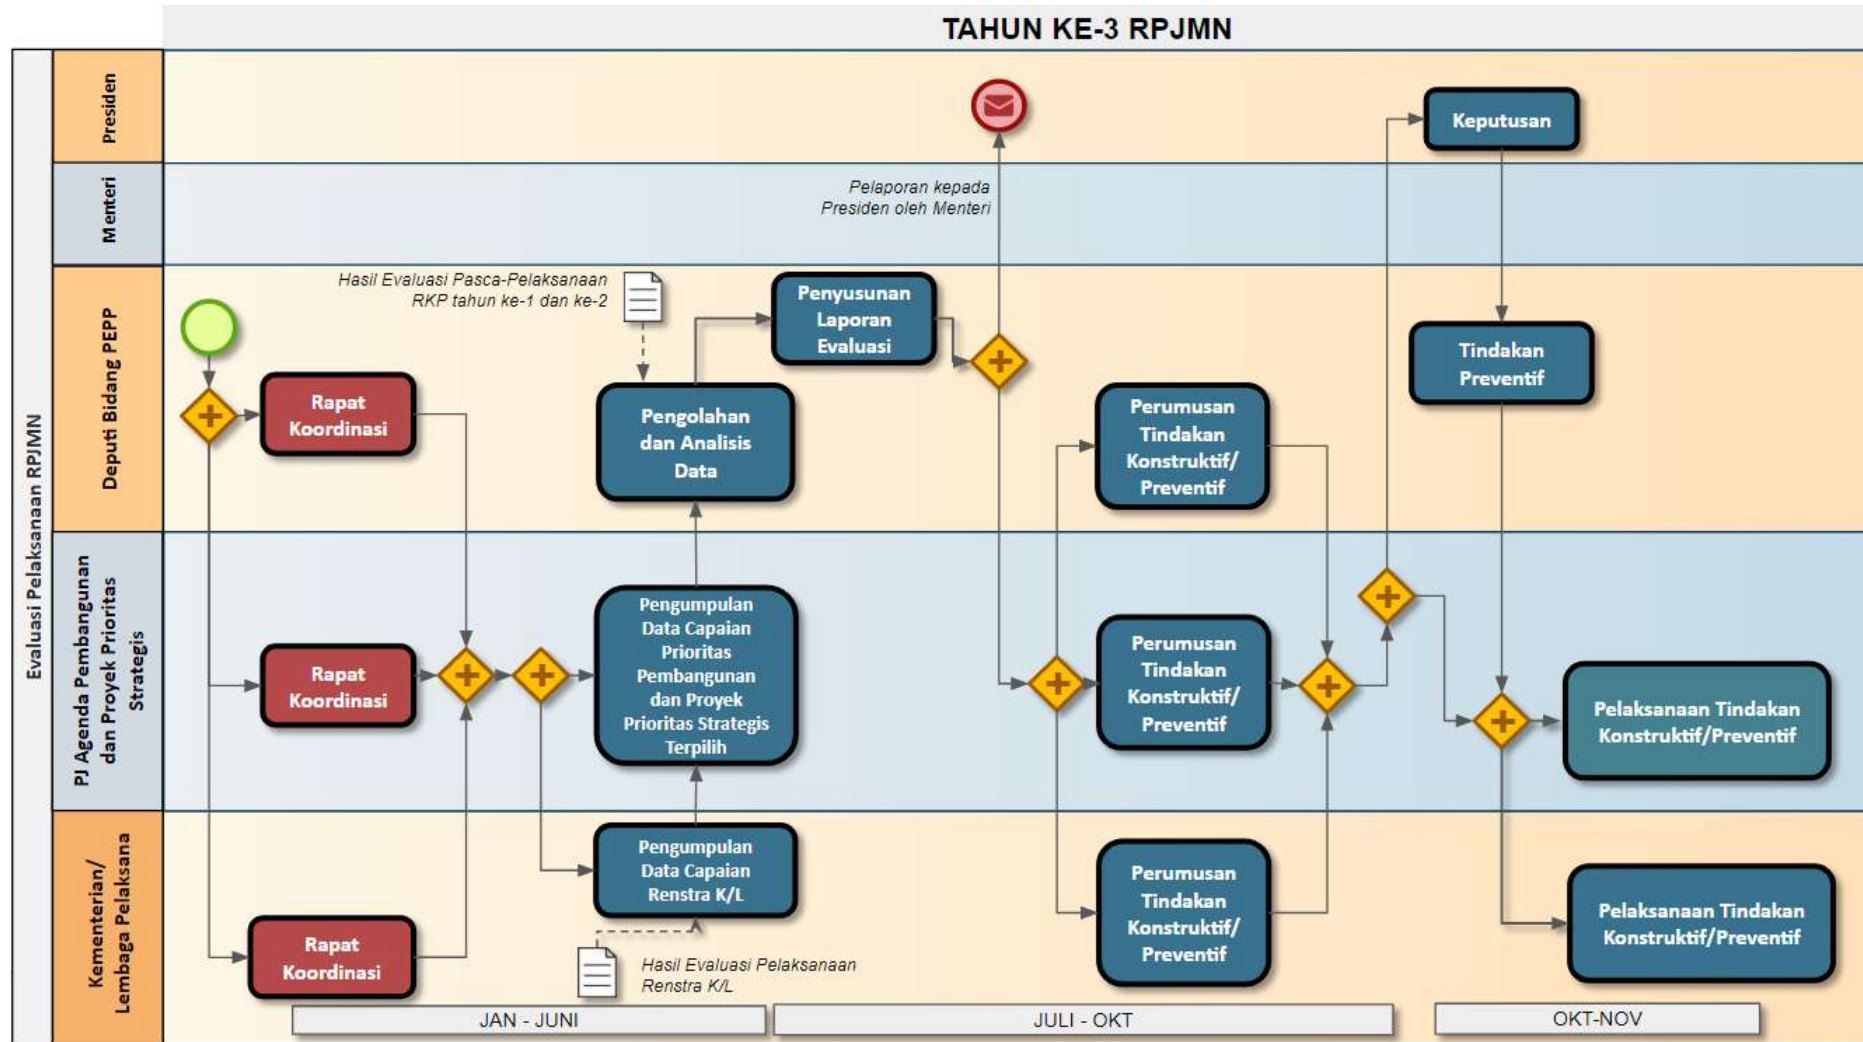 TAHUN KE-3 RPJMN
Evaluasi Pelaksanaan RPJMN
Presiden
Keputusan
Menteri
Pelaporan kepada
Presiden oleh Menteri
Deputi Bidang PEPP
Rapat
Koordinasi
Hasil Evaluasi Pasca-Pelaksanaan
RKP tahun ke-1 dan ke-2
Pengolahan
dan Analisis
Data
Penyusunan
Laporan
Evaluasi
Perumusan
Tindakan
Konstruktif/
Preventif
Tindakan
Preventif
PJ Agenda Pembangunan
dan Proyek Prioritas
Strategis
Rapat
Koordinasi
Pengumpulan
Data Capaian
Prioritas
Pembangunan
dan Proyek
Prioritas Strategis
Terpilih
Perumusan
Tindakan
Konstruktif/
Preventif
Pelaksanaan Tindakan
Konstruktif/Preventif
Kementerian/
Lembaga Pelaksana
Rapat
Koordinasi
Pengumpulan
Data Capaian
Renstra K/L
Hasil Evaluasi Pelaksanaan
Renstra K/L
Perumusan
Tindakan
Konstruktif/
Preventif
Pelaksanaan Tindakan
Konstruktif/Preventif
JAN - JUNI
JULI - OKT
OKT-NOV